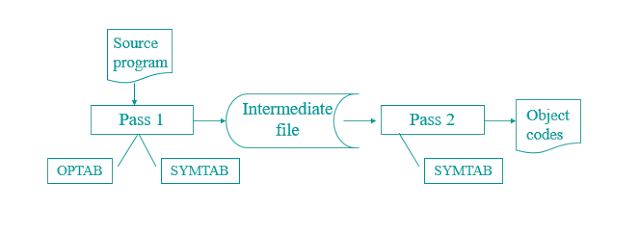 Source
program
Pass 1
Intermediate
file
Pass 2
Object
codes
OPTAB
SYMTAB
SYMTAB